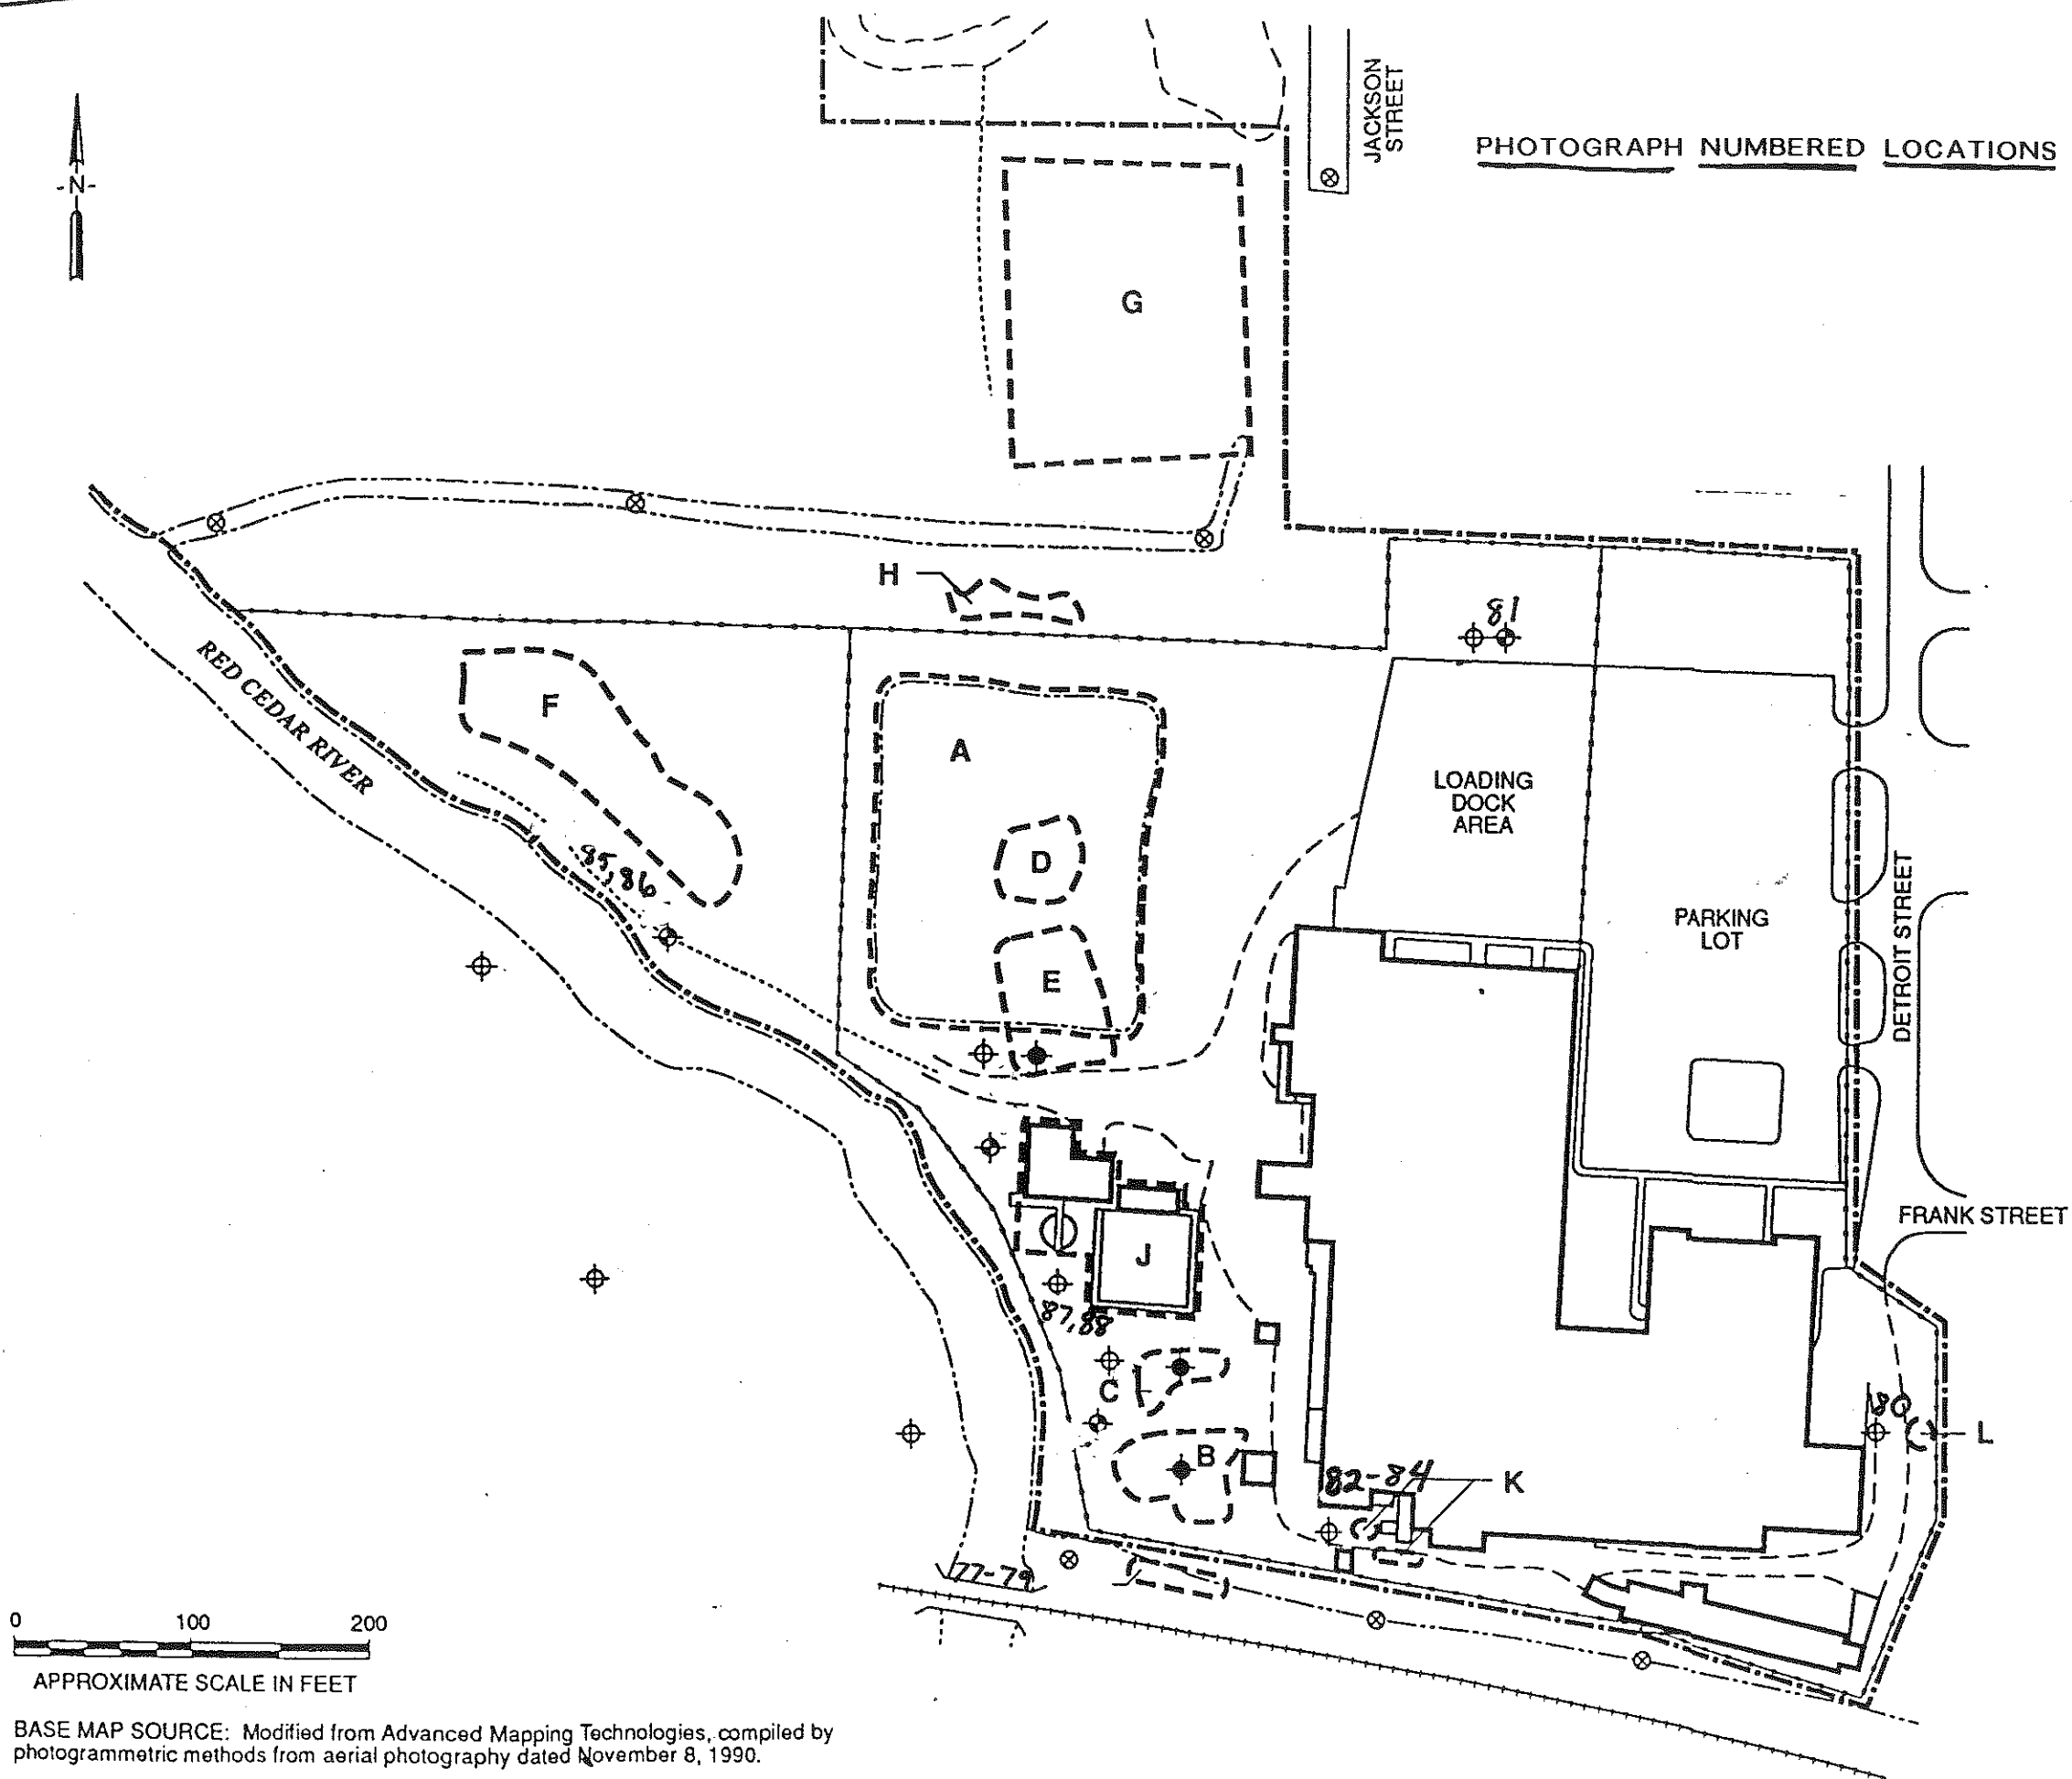 JACKSON
STREET
PHOTOGRAPH NUMBERED LOCATIONS
-N-
G
H
81
RED CEDAR RIVER
F
A
LOADING
DOCK
AREA
D
85,86
PARKING
LOT
DETROIT STREET
E
FRANK STREET
J
87,88
C
80
L
B
82-84
K
77-79
0 100 200
APPROXIMATE SCALE IN FEET
BASE MAP SOURCE: Modified from Advanced Mapping Technologies, compiled by
photogrammetric methods from aerial photography dated November 8, 1990.